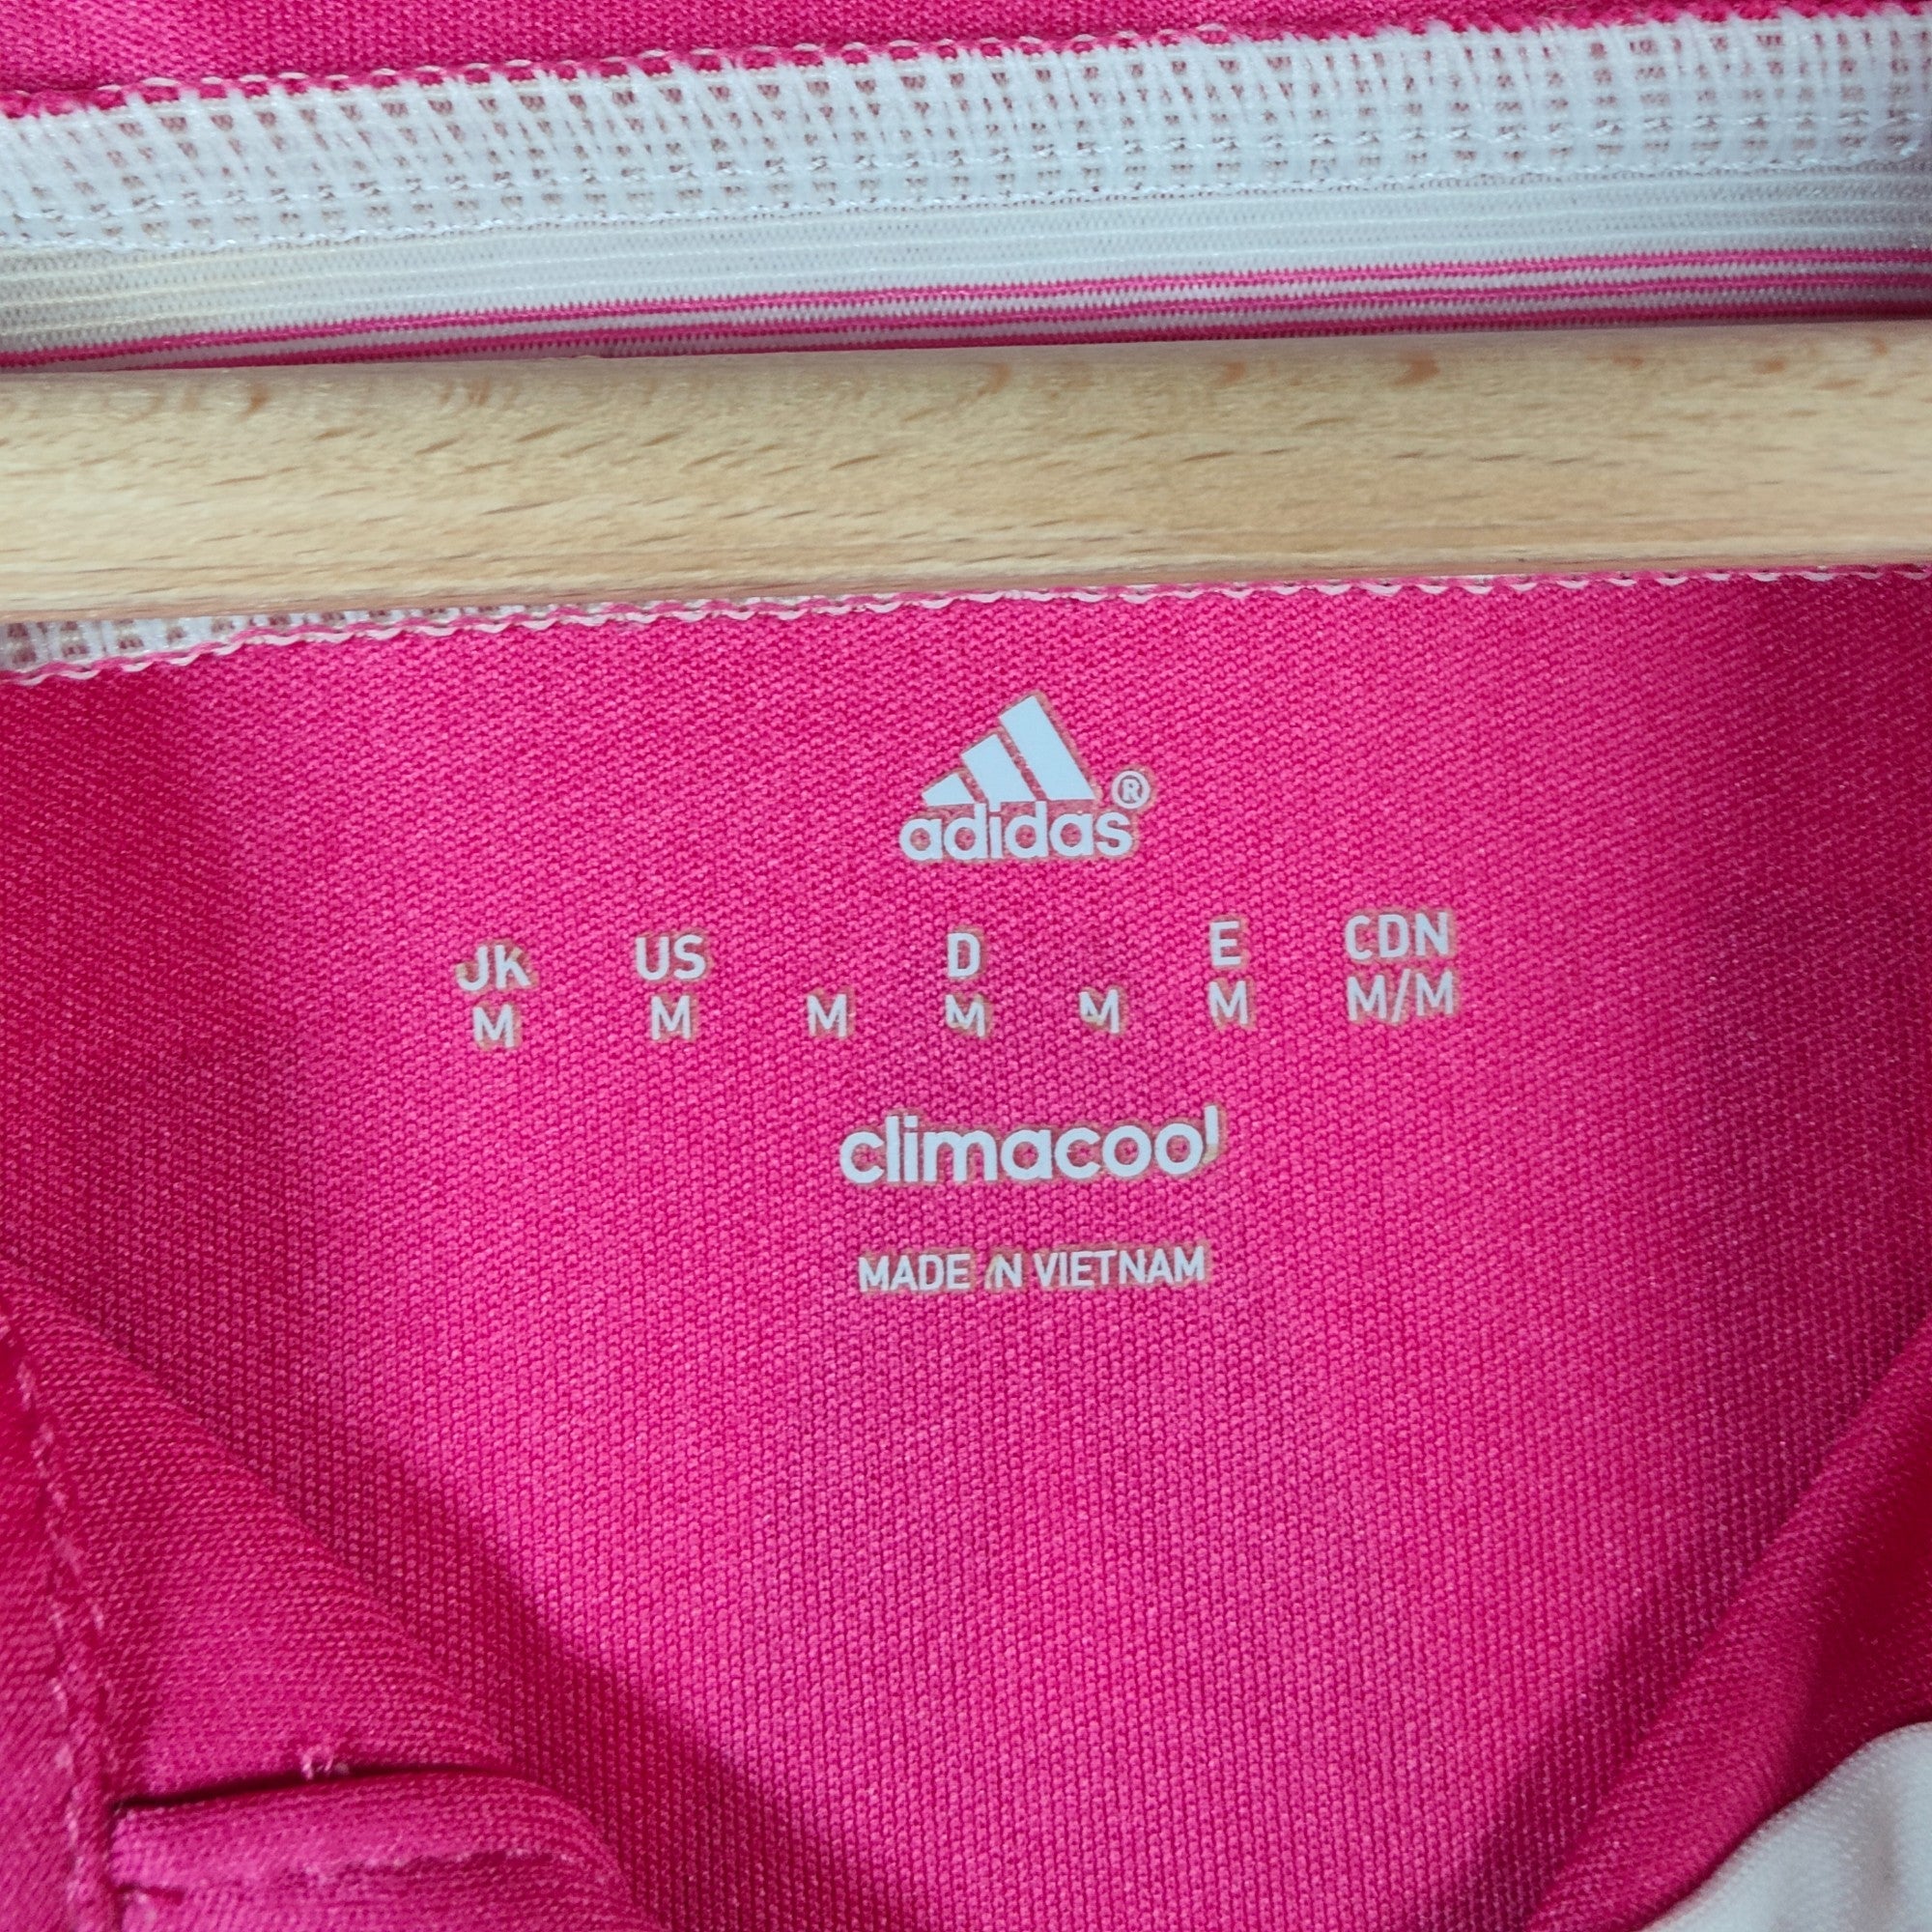 adidas®
JK US D E CDN
M M M M M M M/M
climacool
MADE IN VIETNAM